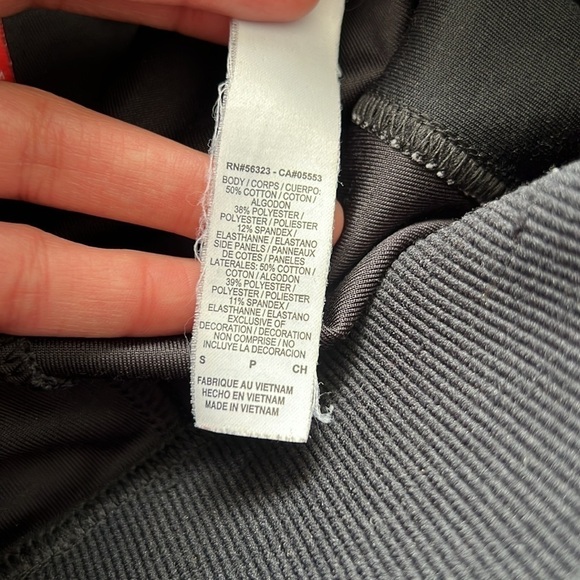 RN#56323 - CA#05553
BODY / CORPS / CUERPO:
50% COTTON / COTON /
ALGODON
38% POLYESTER /
POLYESTER / POLIESTER
12% SPANDEX /
ELASTHANNE / ELASTANO
SIDE PANELS / PANNEAUX
DE COTES / PANELES
LATERALES: 50% COTTON /
COTON / ALGODON
39% POLYESTER /
POLYESTER / POLIESTER
11% SPANDEX /
ELASTHANNE / ELASTANO
EXCLUSIVE OF
DECORATION / DECORATION
NON COMPRISE / NO
INCLUYE LA DECORACION
S P CH
FABRIQUE AU VIETNAM
HECHO EN VIETNAM
MADE IN VIETNAM